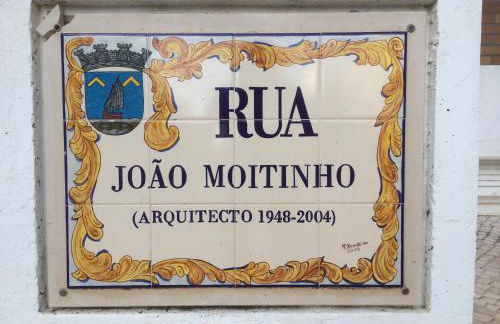 RUA
JOÃO MOITINHO
(ARQUITECTO 1948-2004)